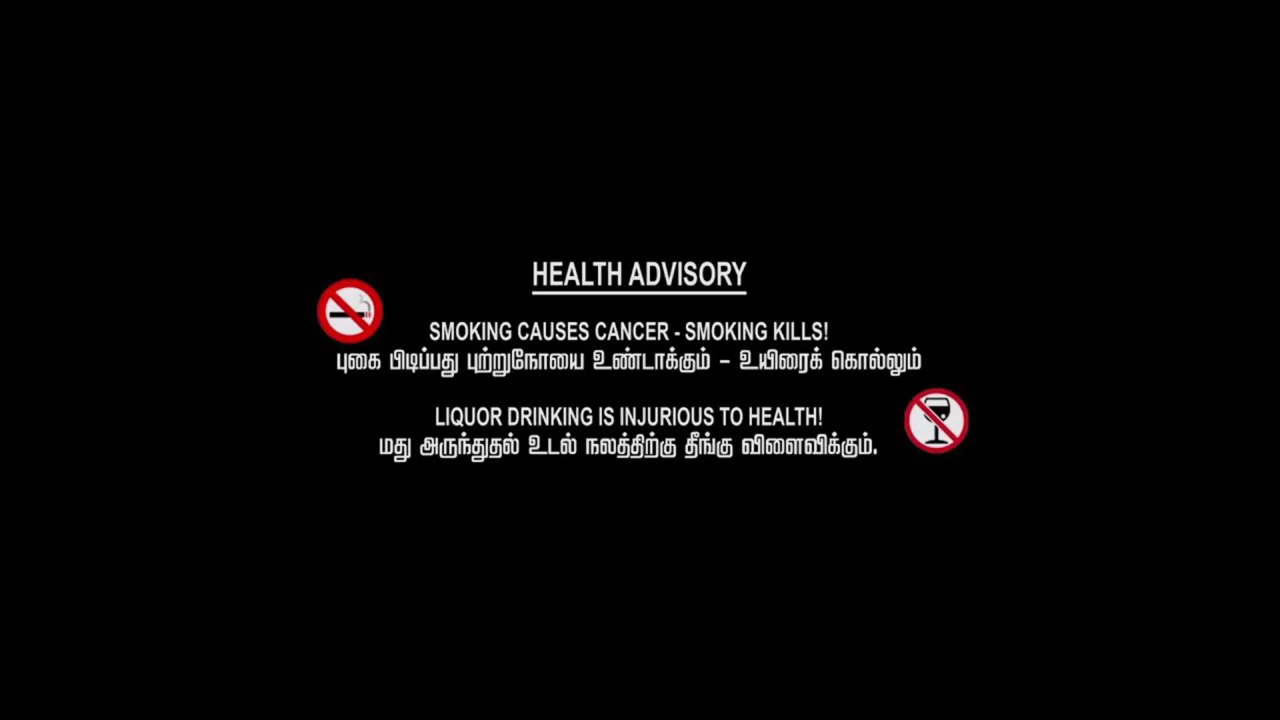 HEALTH ADVISORY
SMOKING CAUSES CANCER - SMOKING KILLS!
புகை பிடிப்பது புற்றுநோயை உண்டாக்கும் – உயிரைக் கொல்லும்
LIQUOR DRINKING IS INJURIOUS TO HEALTH!
மது அருந்துதல் உடல் நலத்திற்கு தீங்கு விளைவிக்கும்.